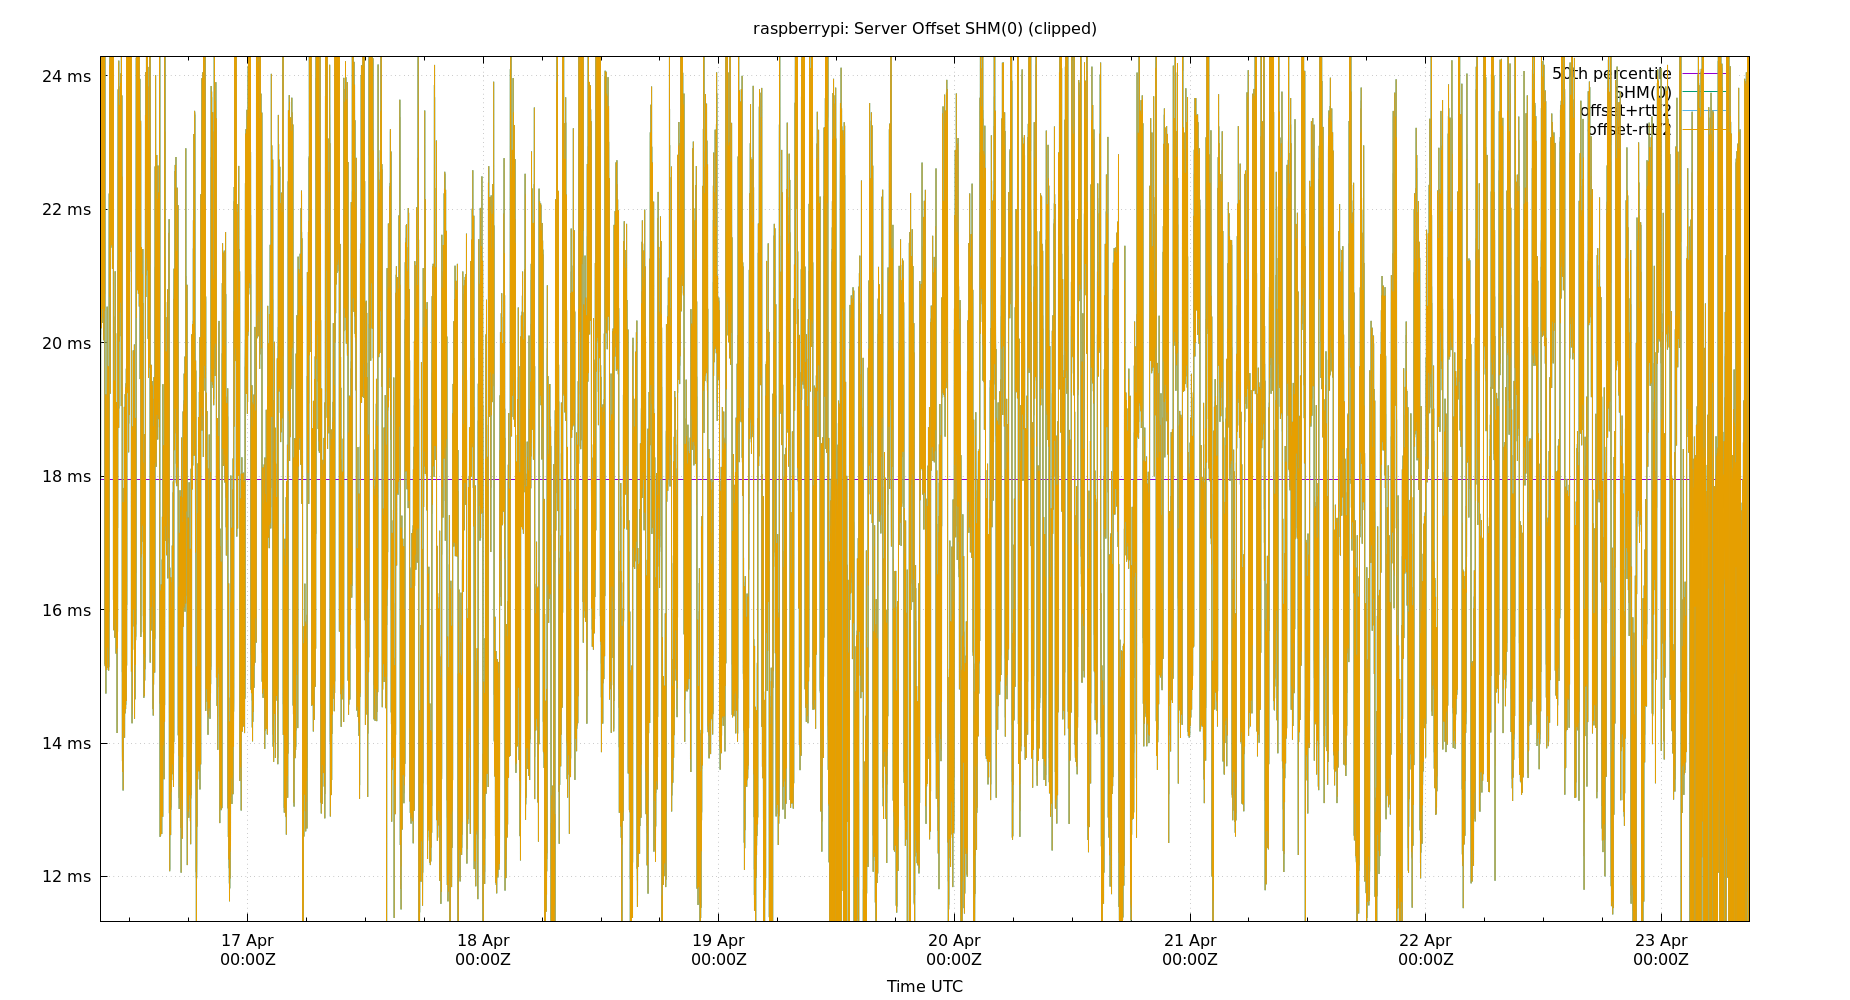 raspberrypi: Server Offset SHM(0) (clipped)
24 ms
22 ms
20 ms
18 ms
16 ms
14 ms
12 ms
50th percentile
SHM(0)
offset+rtt/2
offset-rtt/2
17 Apr
00:00Z
18 Apr
00:00Z
19 Apr
00:00Z
20 Apr
00:00Z
21 Apr
00:00Z
22 Apr
00:00Z
23 Apr
00:00Z
Time UTC